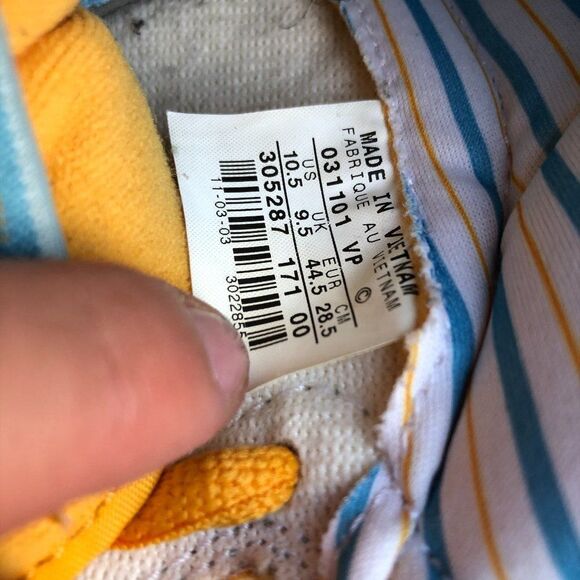 MADE IN VIETNAM
FABRIQUE AU VIETNAM
031101 VP ©
US UK EUR CM
10.5 9.5 44.5 28.5
305287 171 00
11-03-03